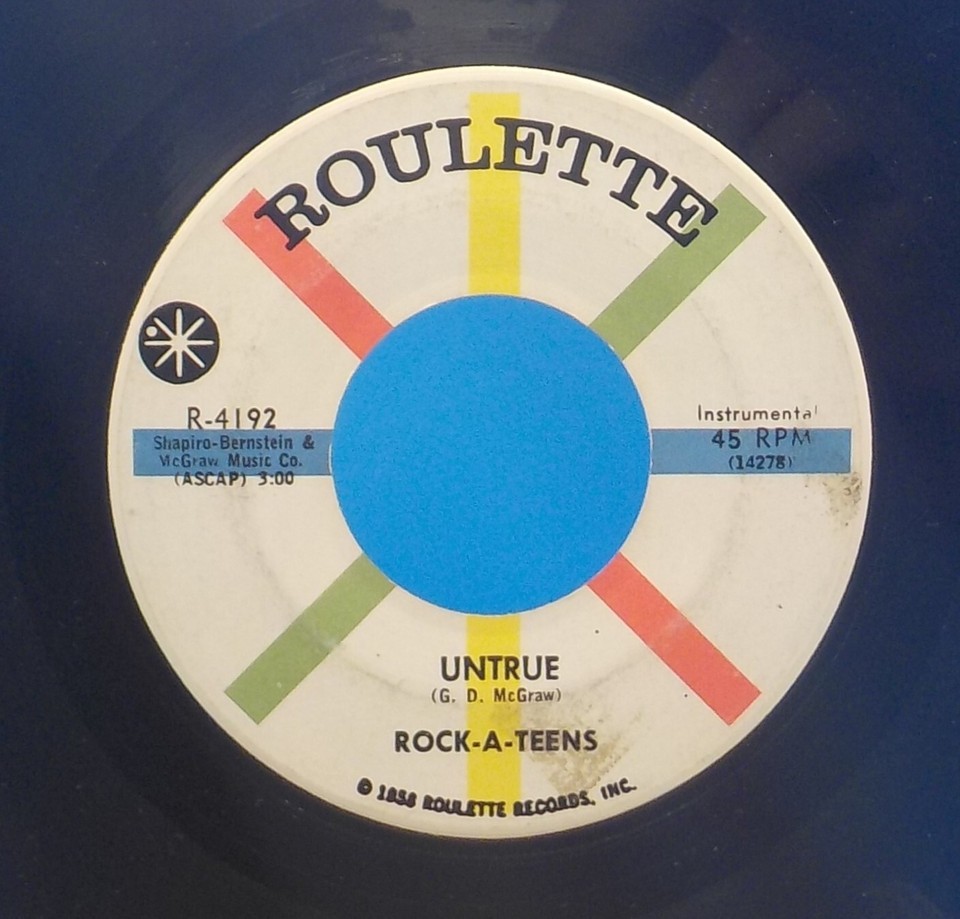 ROULETTE
R-4192
Shapiro-Bernstein &
McGraw Music Co.
(ASCAP) 3:00
Instrumental
45 RPM
(14278)
UNTRUE
(G. D. McGraw)
ROCK-A-TEENS
© 1958 ROULETTE RECORDS, INC.